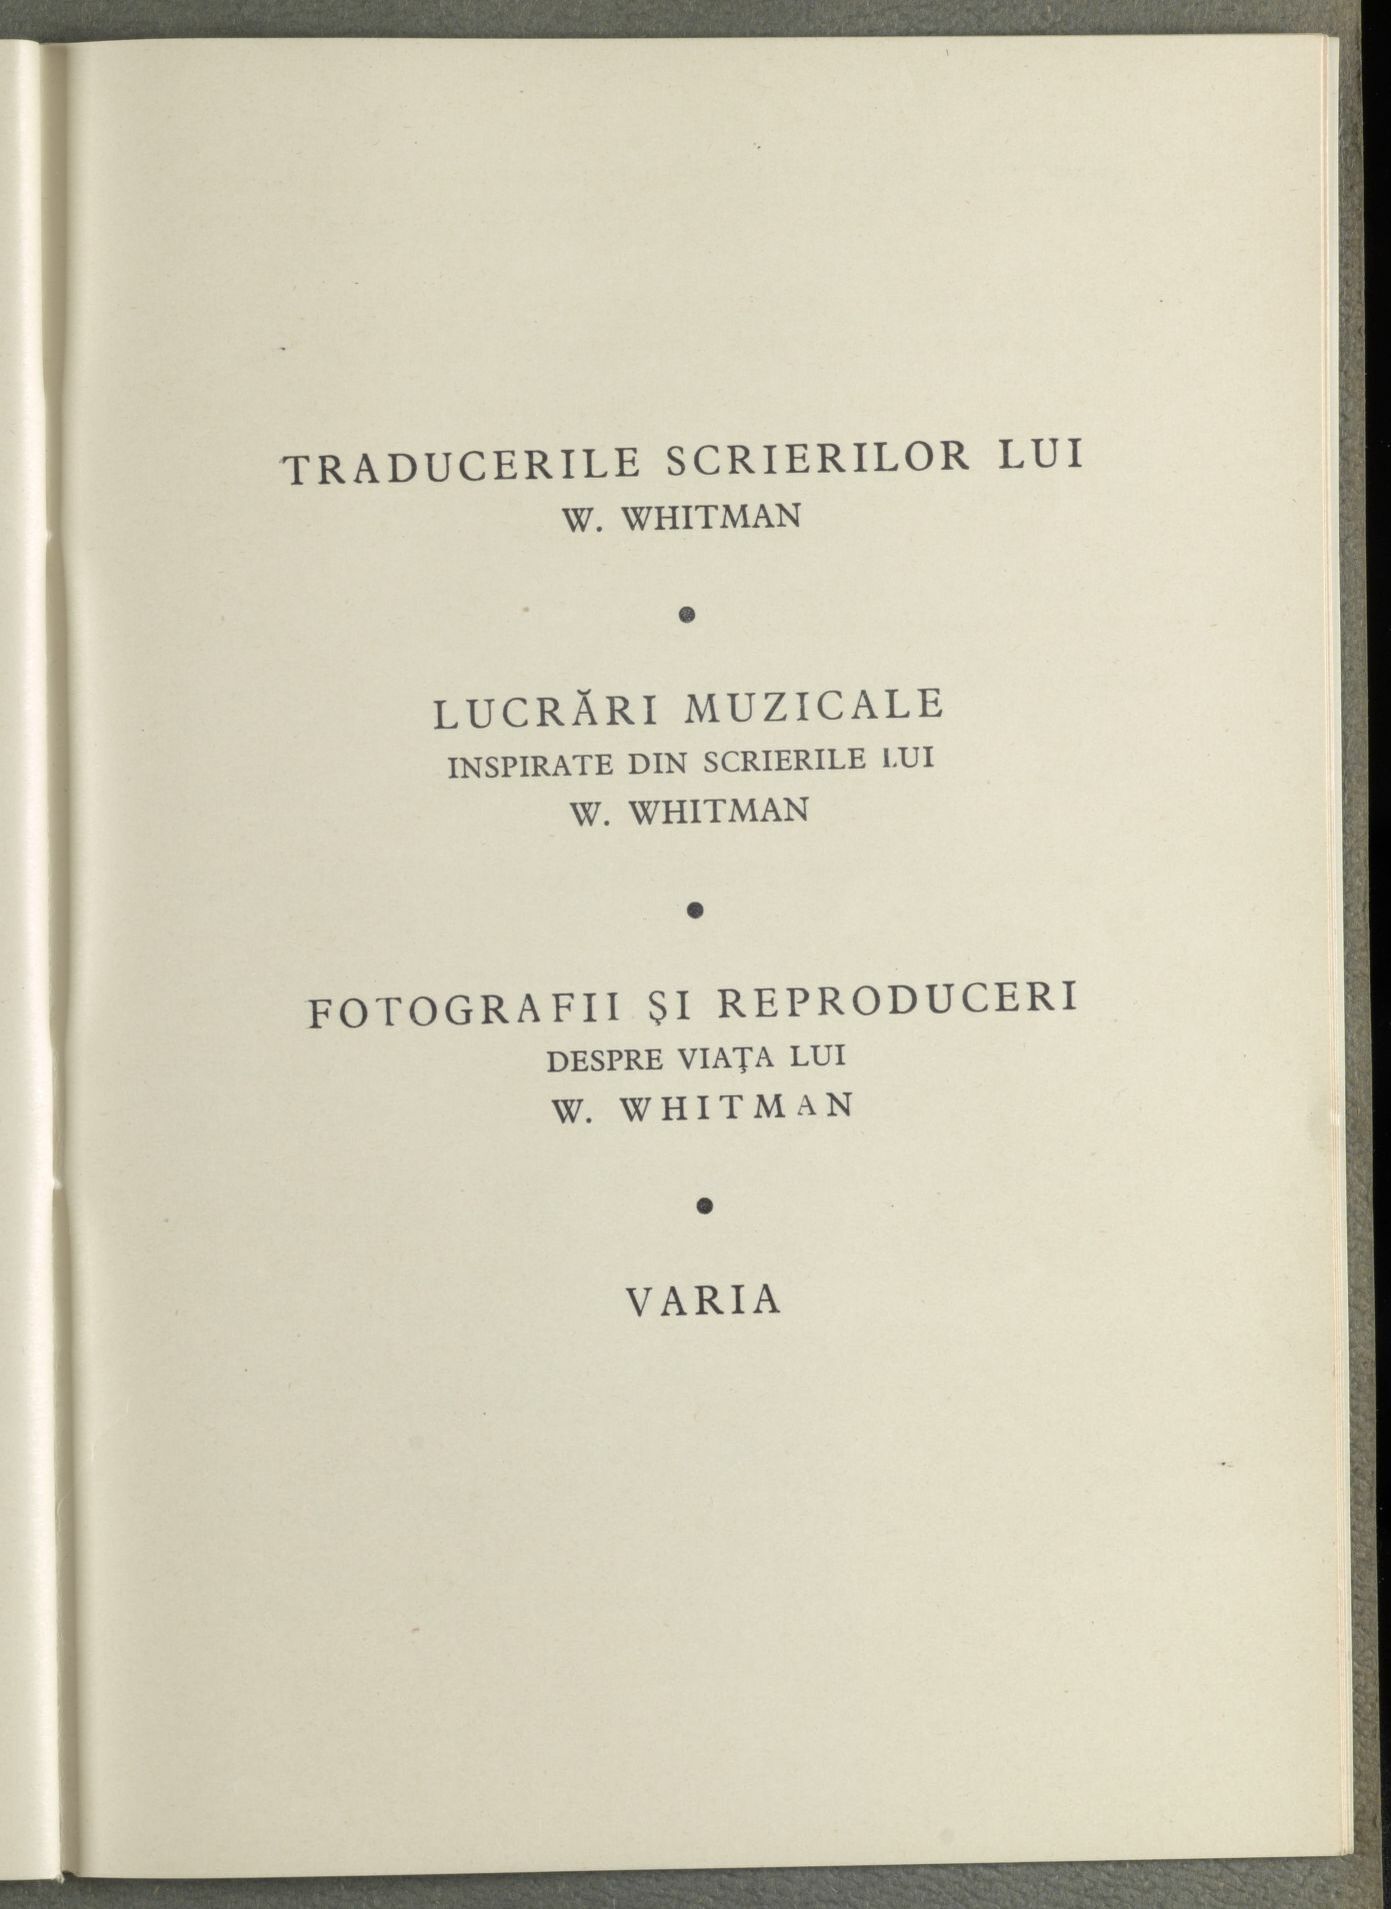 TRADUCERILE SCRIERILOR LUI
W. WHITMAN
●
LUCRĂRI MUZICALE
INSPIRATE DIN SCRIERILE LUI
W. WHITMAN
●
FOTOGRAFII ŞI REPRODUCERI
DESPRE VIAŢA LUI
W. WHITMAN
●
VARIA